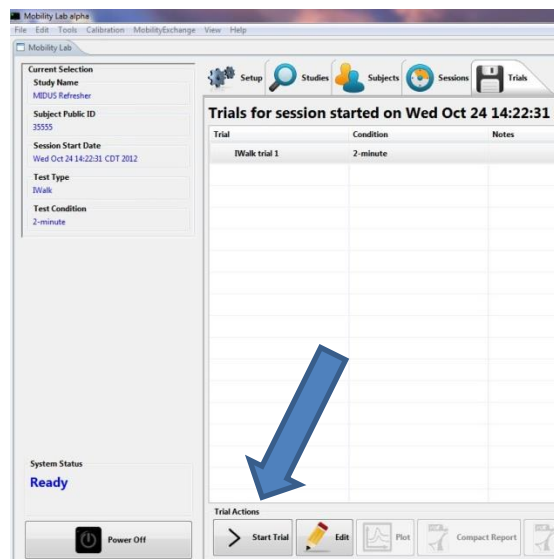 Mobility Lab alpha
File Edit Tools Calibration MobilityExchange View Help
Mobility Lab
Current Selection
Study Name
MIDUS Refresher
Subject Public ID
35555
Session Start Date
Wed Oct 24 14:22:31 CDT 2012
Test Type
IWalk
Test Condition
2-minute
System Status
Ready
Power Off
Setup Studies Subjects Sessions Trials
Trials for session started on Wed Oct 24 14:22:31
Trial Condition Notes
IWalk trial 1 2-minute
Trial Actions
Start Trial Edit Plot Compact Report